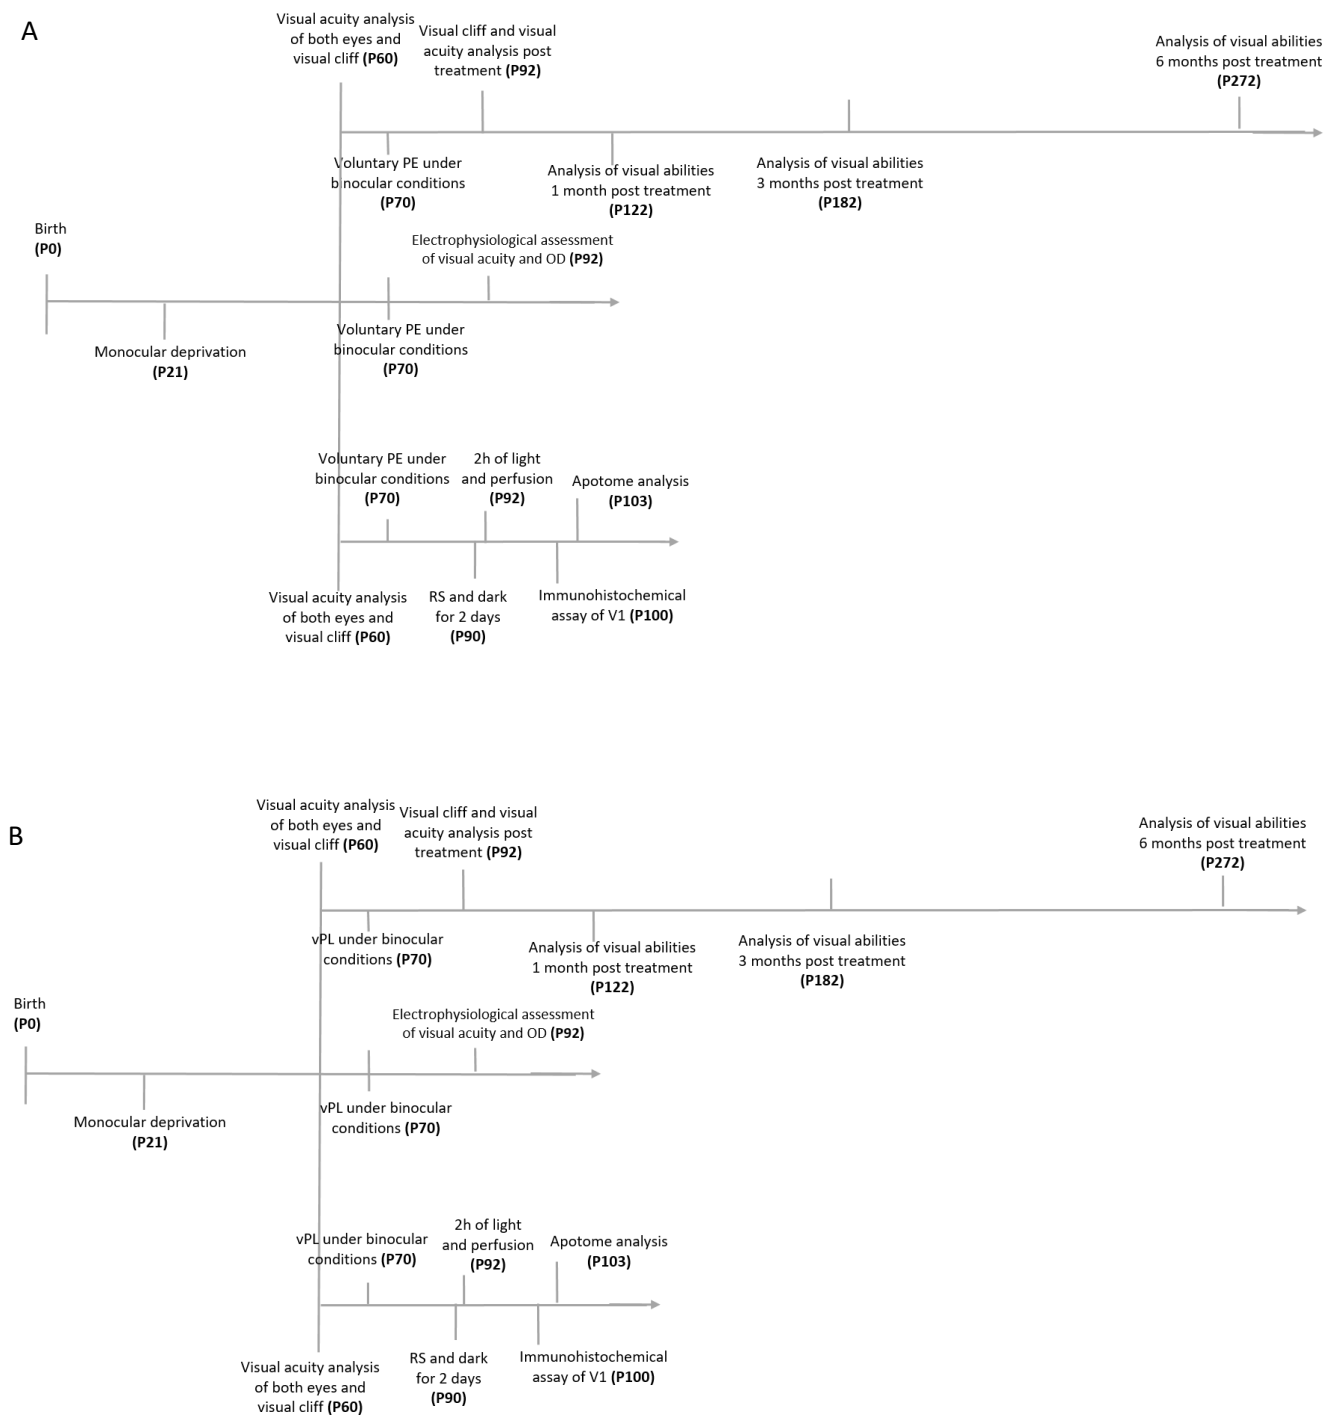 A
Visual acuity analysis
of both eyes and
visual cliff (P60)
Visual cliff and visual
acuity analysis post
treatment (P92)
Analysis of visual abilities
6 months post treatment
(P272)
Voluntary PE under
binocular conditions
(P70)
Analysis of visual abilities
1 month post treatment
(P122)
Analysis of visual abilities
3 months post treatment
(P182)
Birth
(P0)
Electrophysiological assessment
of visual acuity and OD (P92)
Monocular deprivation
(P21)
Voluntary PE under
binocular conditions
(P70)
Voluntary PE under
binocular conditions
(P70)
2h of light
and perfusion
(P92)
Apotome analysis
(P103)
Visual acuity analysis
of both eyes and
visual cliff (P60)
RS and dark
for 2 days
(P90)
Immunohistochemical
assay of V1 (P100)
B
Visual acuity analysis
of both eyes and
visual cliff (P60)
Visual cliff and visual
acuity analysis post
treatment (P92)
Analysis of visual abilities
6 months post treatment
(P272)
vPL under binocular
conditions (P70)
Analysis of visual abilities
1 month post treatment
(P122)
Analysis of visual abilities
3 months post treatment
(P182)
Birth
(P0)
Electrophysiological assessment
of visual acuity and OD (P92)
Monocular deprivation
(P21)
vPL under binocular
conditions (P70)
vPL under binocular
conditions (P70)
2h of light
and perfusion
(P92)
Apotome analysis
(P103)
Visual acuity analysis
of both eyes and
visual cliff (P60)
RS and dark
for 2 days
(P90)
Immunohistochemical
assay of V1 (P100)